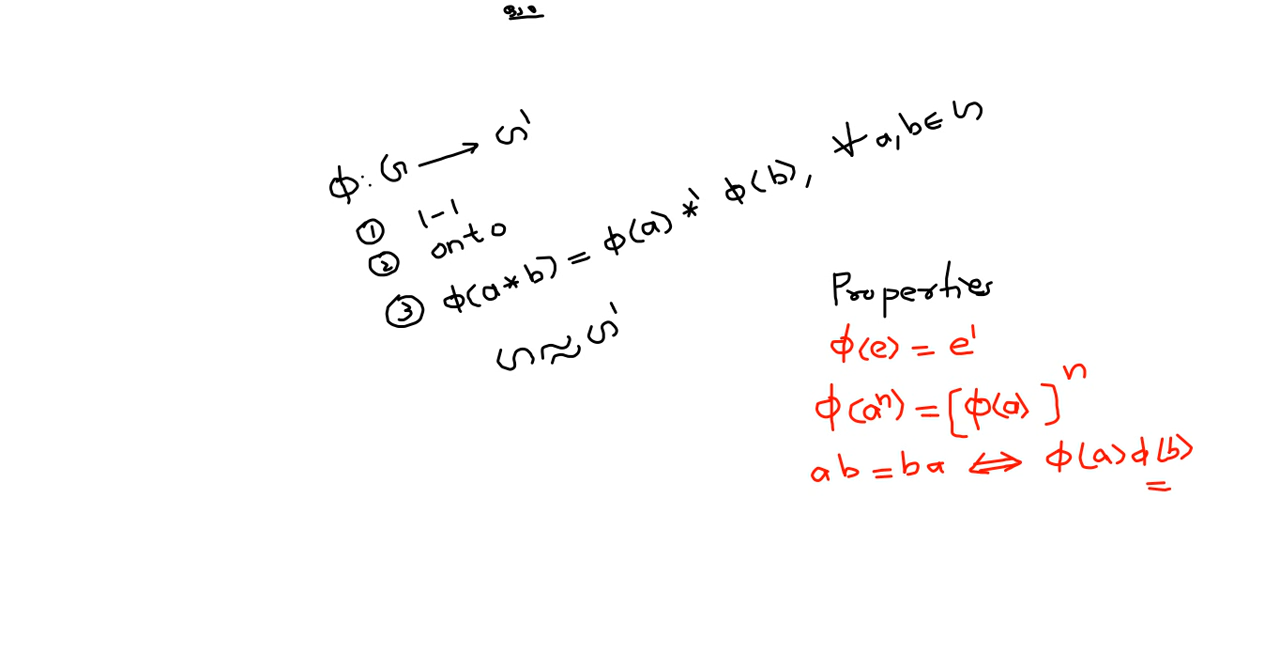 ϕ: G ⟶ G'
① 1-1
② onto
③ ϕ(a*b) = ϕ(a) *' ϕ(b), ∀ a,b ∈ G
G ≈ G'
Properties
ϕ(e) = e'
ϕ(aⁿ) = [ϕ(a)]ⁿ
ab = ba ⟺ ϕ(a)ϕ(b)
=